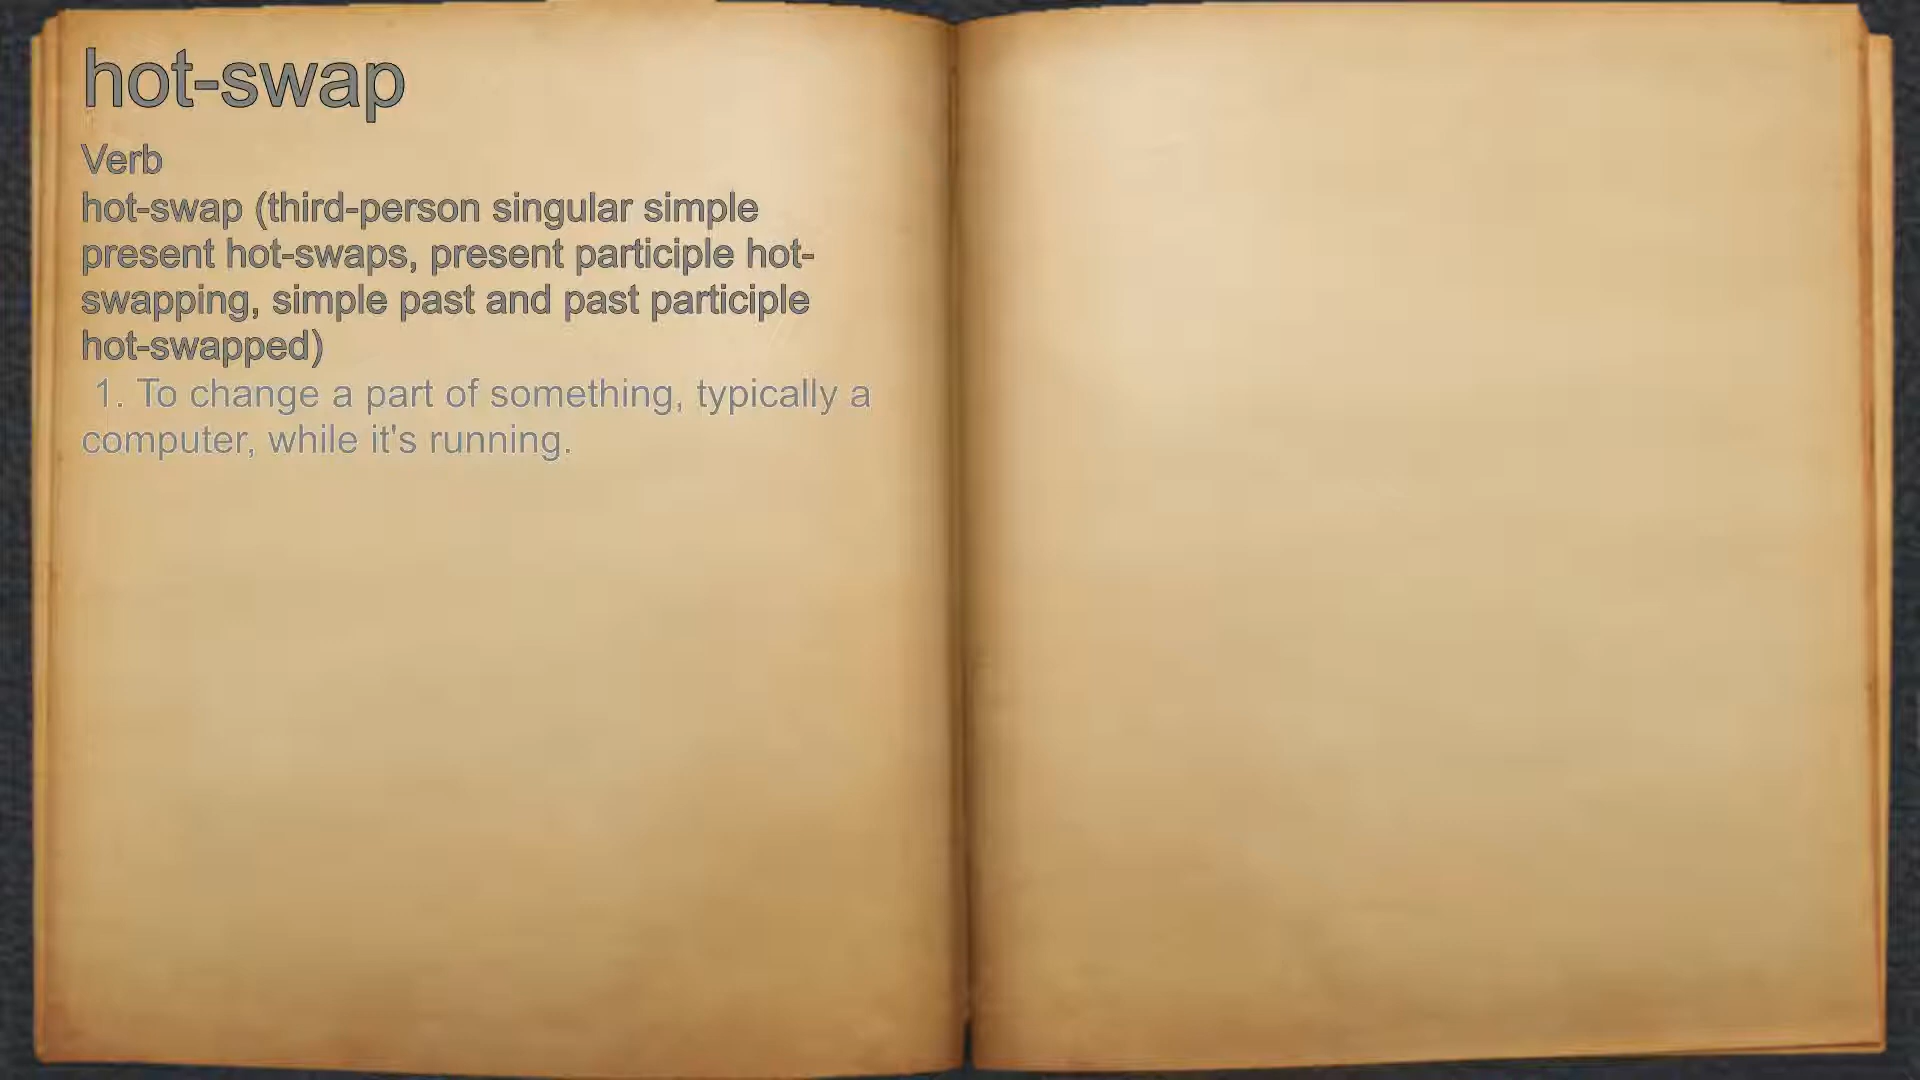 hot-swap
Verb
hot-swap (third-person singular simple
present hot-swaps, present participle hot-
swapping, simple past and past participle
hot-swapped)
1. To change a part of something, typically a
computer, while it's running.